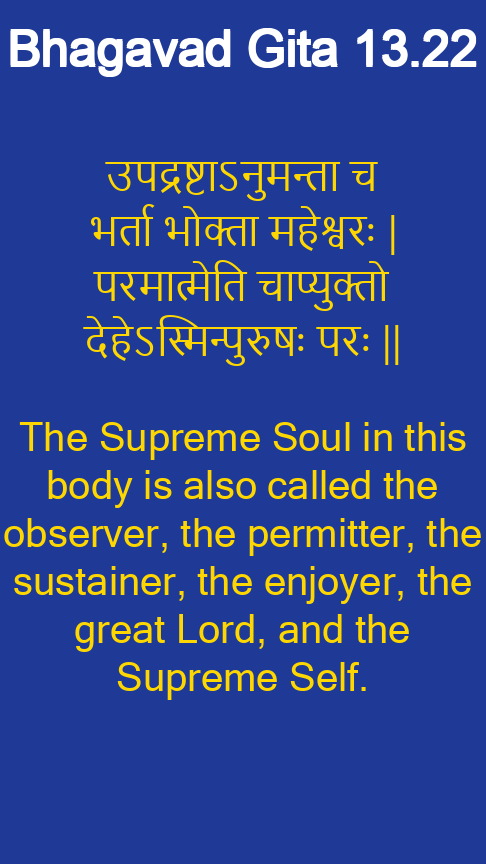 Bhagavad Gita 13.22
उपद्रष्टाऽनुमन्ता च
भर्ता भोक्ता महेश्वरः |
परमात्मेति चाप्युक्तो
देहेऽस्मिन्पुरुषः परः ||
The Supreme Soul in this
body is also called the
observer, the permitter, the
sustainer, the enjoyer, the
great Lord, and the
Supreme Self.